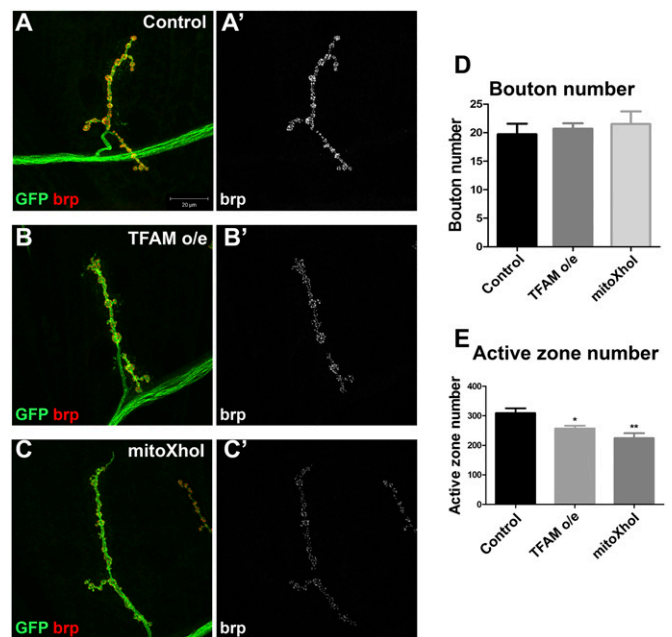 A Control
GFP brp
20 µm
A'
brp
B TFAM o/e
GFP brp
B'
brp
C mitoXhoI
GFP brp
C'
brp
D
Bouton number
Bouton number
25
20
15
10
5
0
Control
TFAM o/e
mitoXhoI
E Active zone number
Active zone number
400
300
200
100
0
*
**
Control
TFAM o/e
mitoXhoI